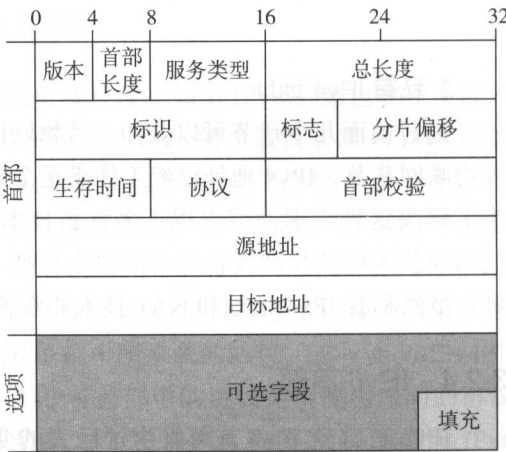 0 4 8 16 24 32
版本 首部长度 服务类型 总长度
标识 标志 分片偏移
首部
生存时间 协议 首部校验
源地址
目标地址
选项
可选字段
填充